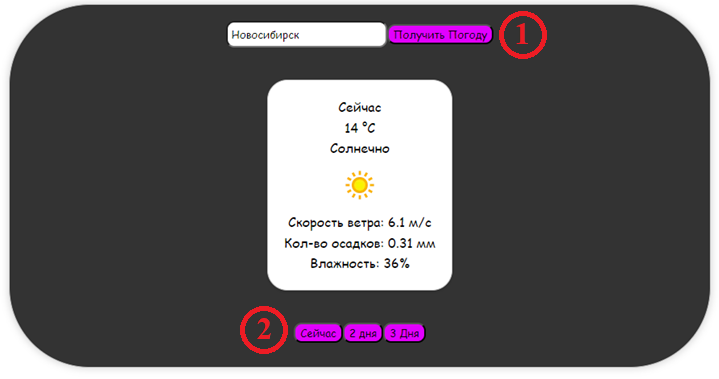 Новосибирск Получить Погоду 1
Сейчас
14 °C
Солнечно
Скорость ветра: 6.1 м/с
Кол-во осадков: 0.31 мм
Влажность: 36%
2 Сейчас 2 дня 3 Дня